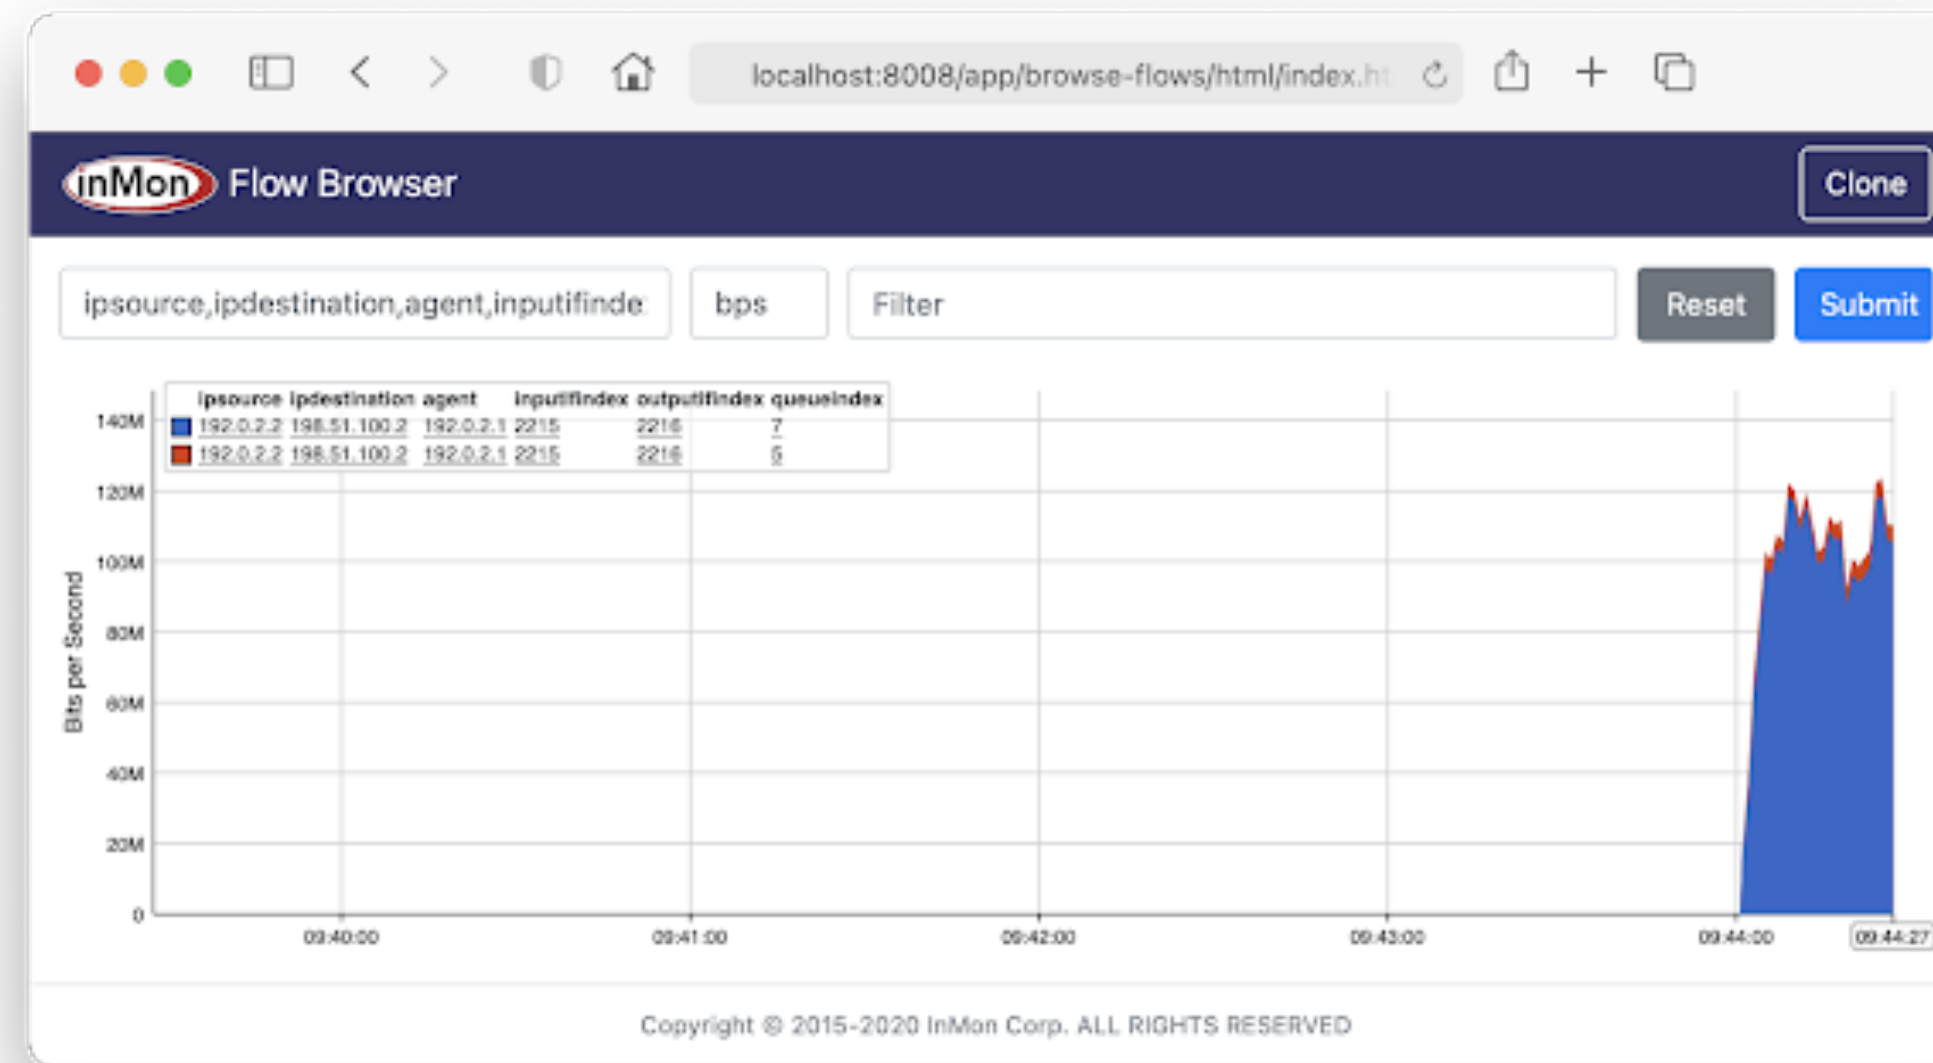 localhost:8008/app/browse-flows/html/index.ht
inMon Flow Browser
Clone
ipsource,ipdestination,agent,inputifinde
bps
Filter
Reset
Submit
ipsource ipdestination agent inputifindex outputifindex queueindex
192.0.2.2 198.51.100.2 192.0.2.1 2215 2216 7
192.0.2.2 198.51.100.2 192.0.2.1 2215 2216 5
140M
120M
100M
80M
60M
40M
20M
0
Bits per Second
09:40:00 09:41:00 09:42:00 09:43:00 09:44:00 09:44:27
Copyright © 2015-2020 InMon Corp. ALL RIGHTS RESERVED